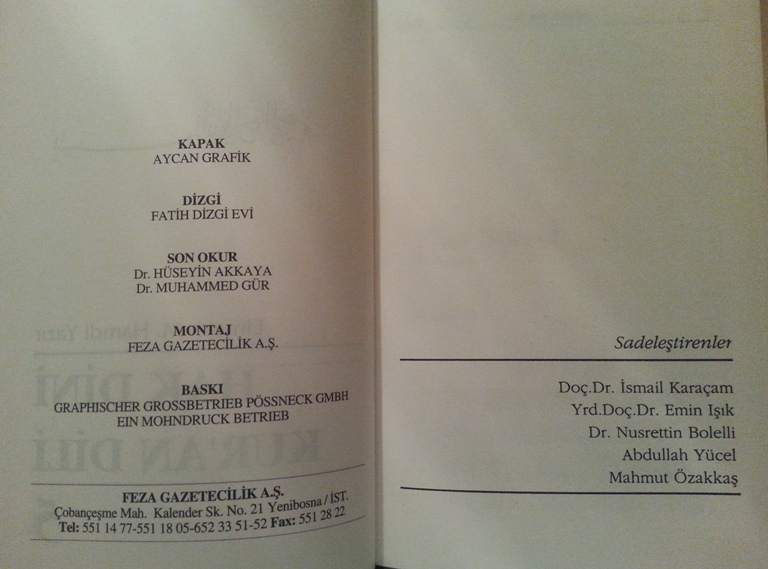 KAPAK
AYCAN GRAFİK
DİZGİ
FATİH DİZGİ EVİ
SON OKUR
Dr. HÜSEYİN AKKAYA
Dr. MUHAMMED GÜR
MONTAJ
FEZA GAZETECİLİK A.Ş.
BASKI
GRAPHISCHER GROSSBETRIEB PÖSSNECK GMBH
EIN MOHNDRUCK BETRIEB
FEZA GAZETECİLİK A.Ş.
Çobançeşme Mah. Kalender Sk. No. 21 Yenibosna / İST.
Tel: 551 14 77-551 18 05-652 33 51-52 Fax: 551 28 22
Sadeleştirenler
Doç.Dr. İsmail Karaçam
Yrd.Doç.Dr. Emin Işık
Dr. Nusrettin Bolelli
Abdullah Yücel
Mahmut Özakkaş